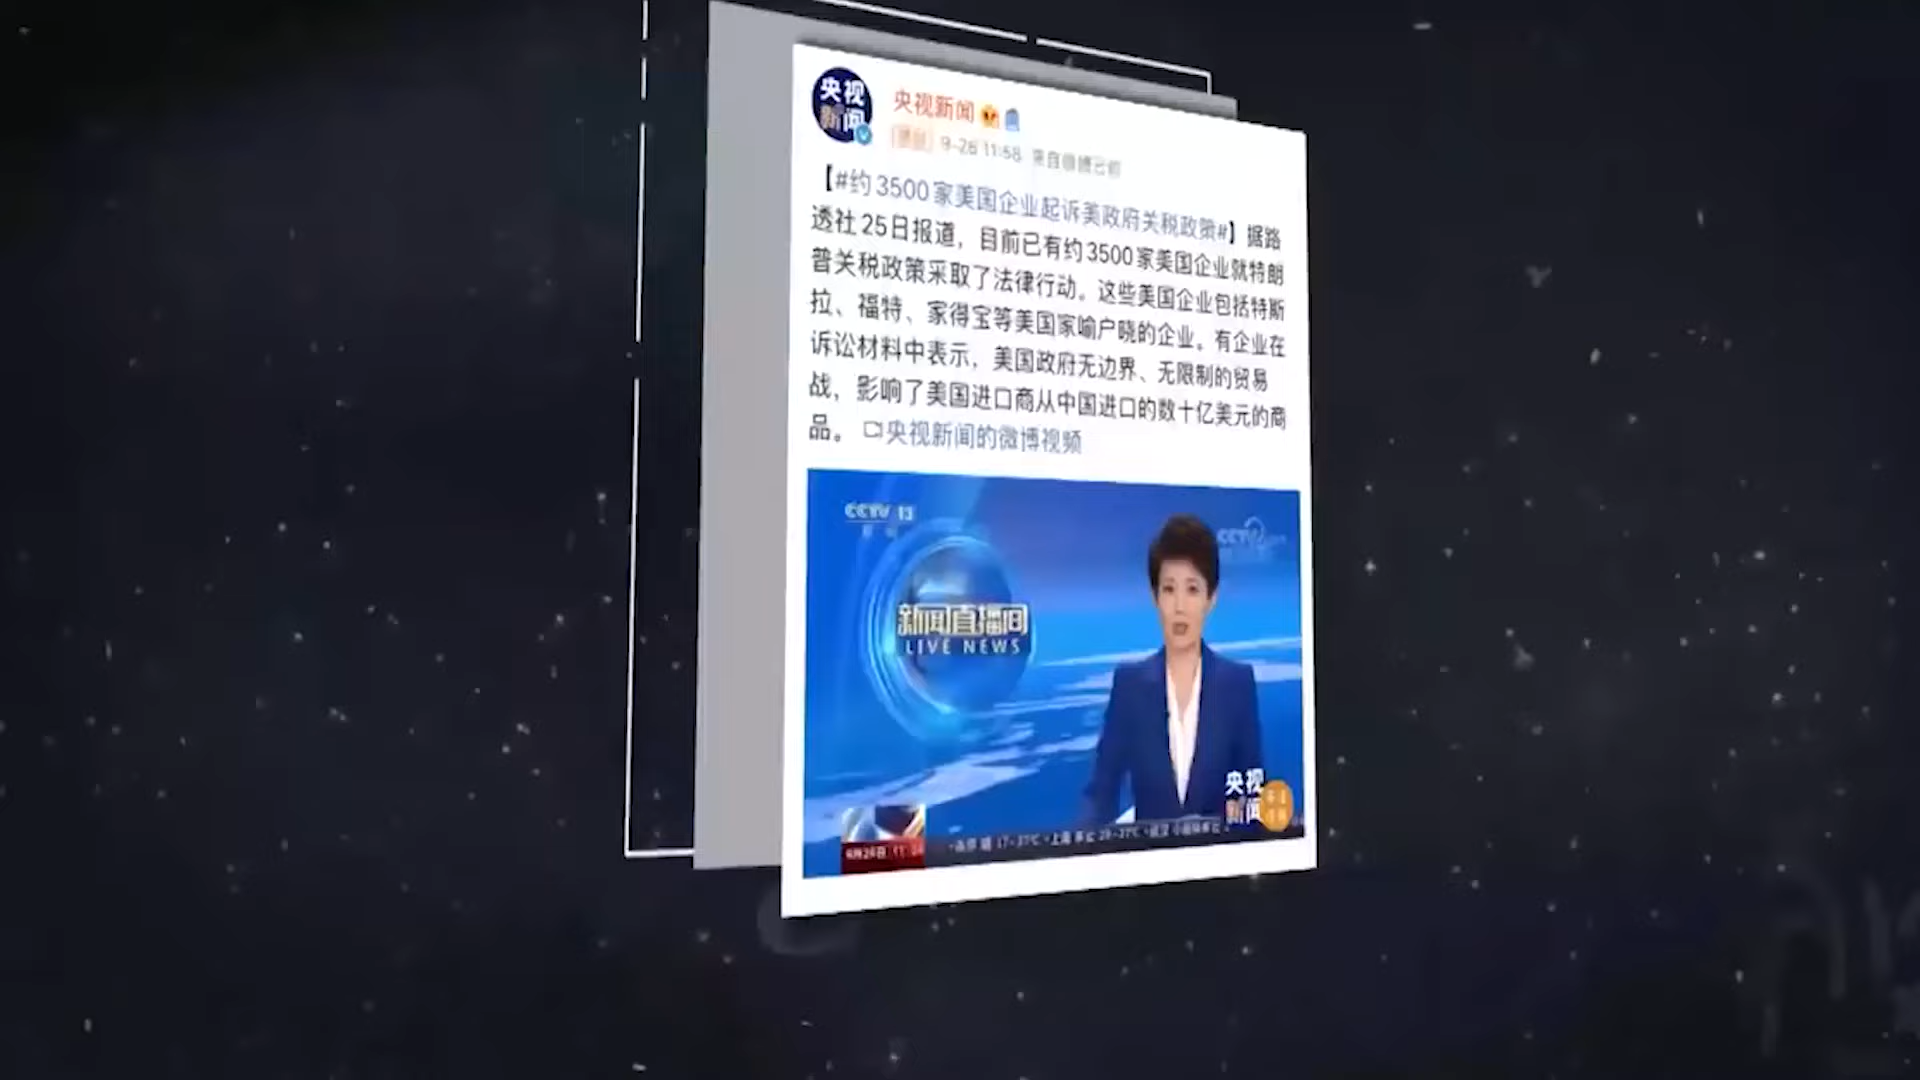 央视
新闻
央视新闻
9-26 11:58 来自微博云剪
【#约3500家美国企业起诉美政府关税政策#】据路
透社25日报道，目前已有约3500家美国企业就特朗
普关税政策采取了法律行动。这些美国企业包括特斯
拉、福特、家得宝等美国家喻户晓的企业。有企业在
诉讼材料中表示，美国政府无边界、无限制的贸易
战，影响了美国进口商从中国进口的数十亿美元的商
品。 央视新闻的微博视频
CCTV 13
CCTV
新闻直播间
LIVE NEWS
央视
新闻